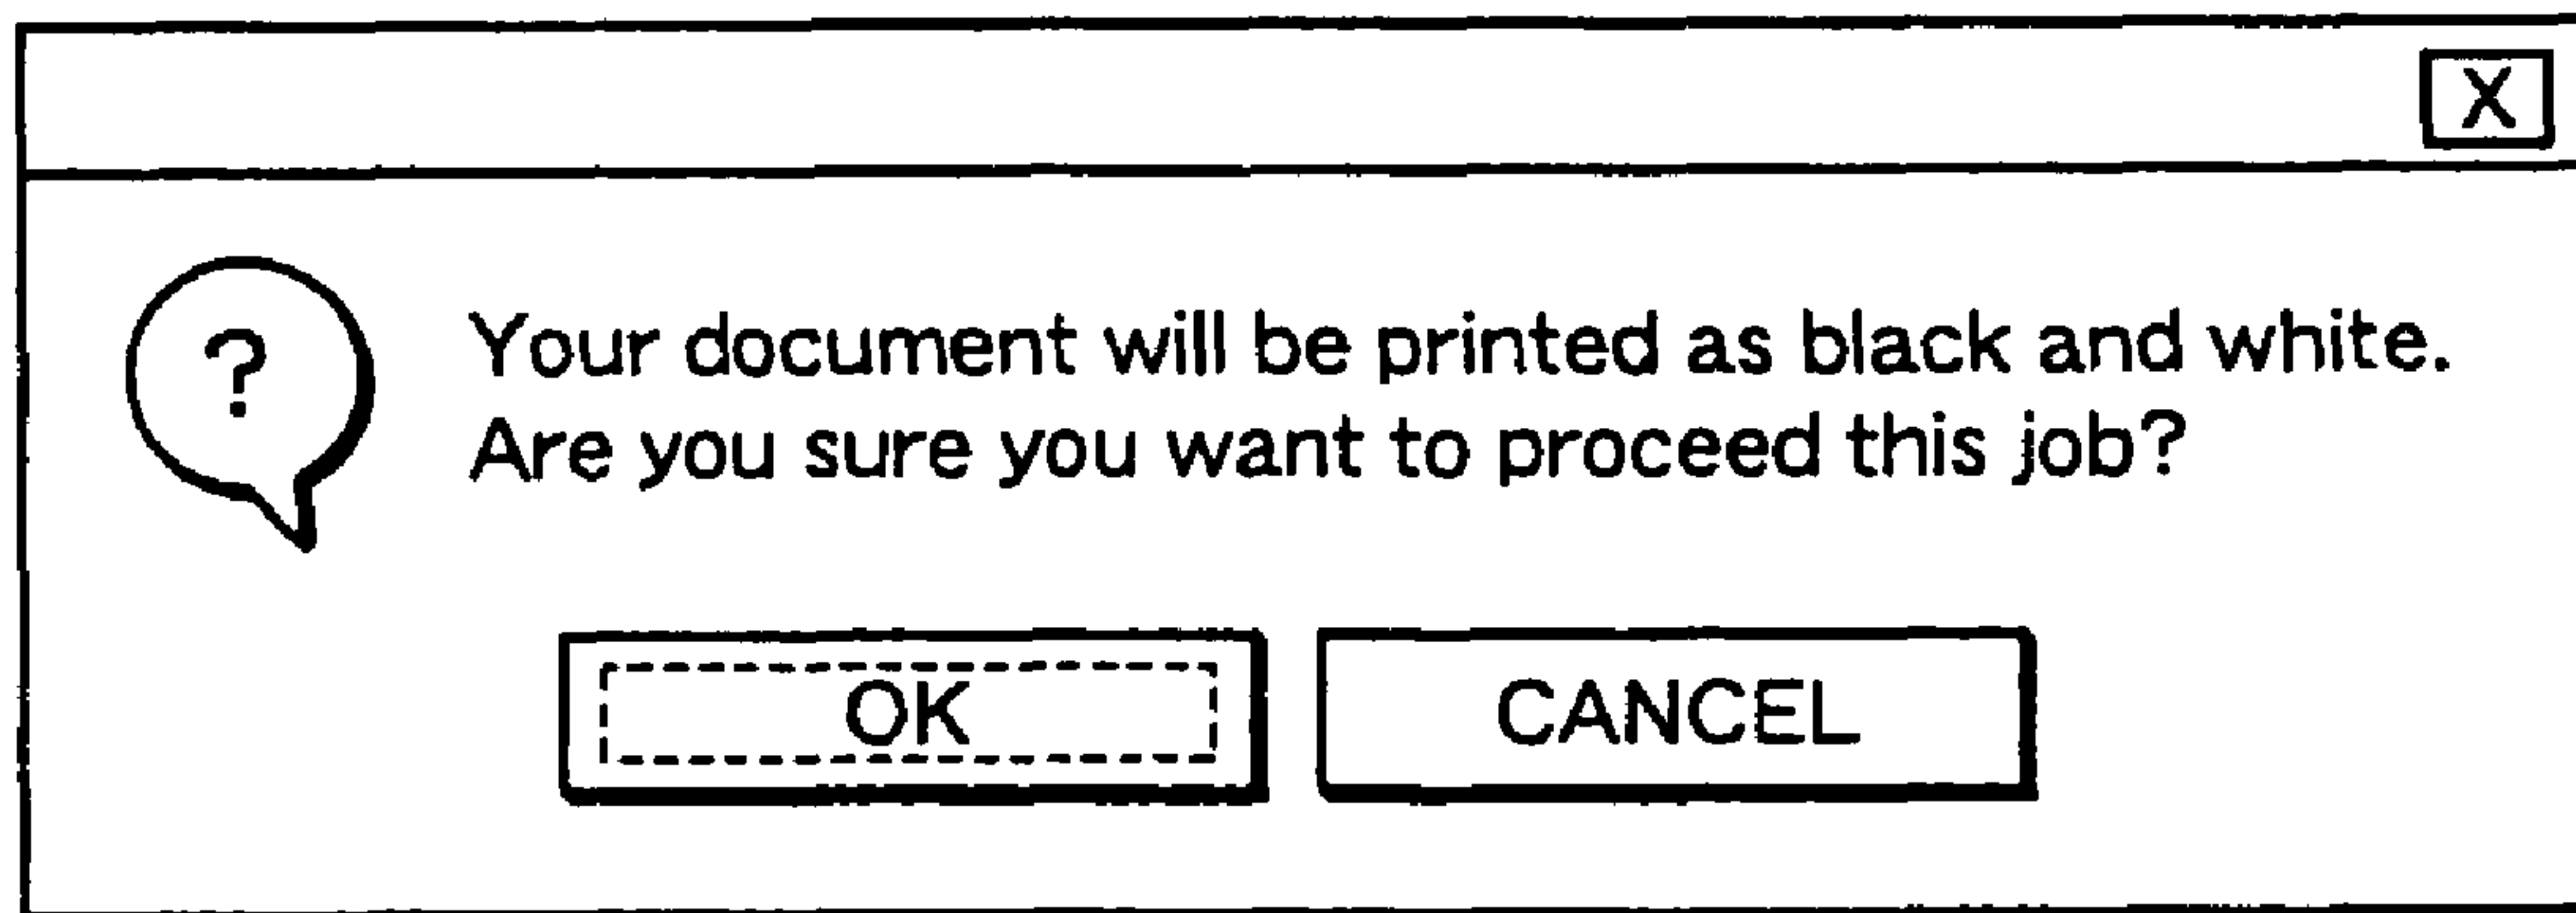 X
?
Your document will be printed as black and white.
Are you sure you want to proceed this job?
OK
CANCEL